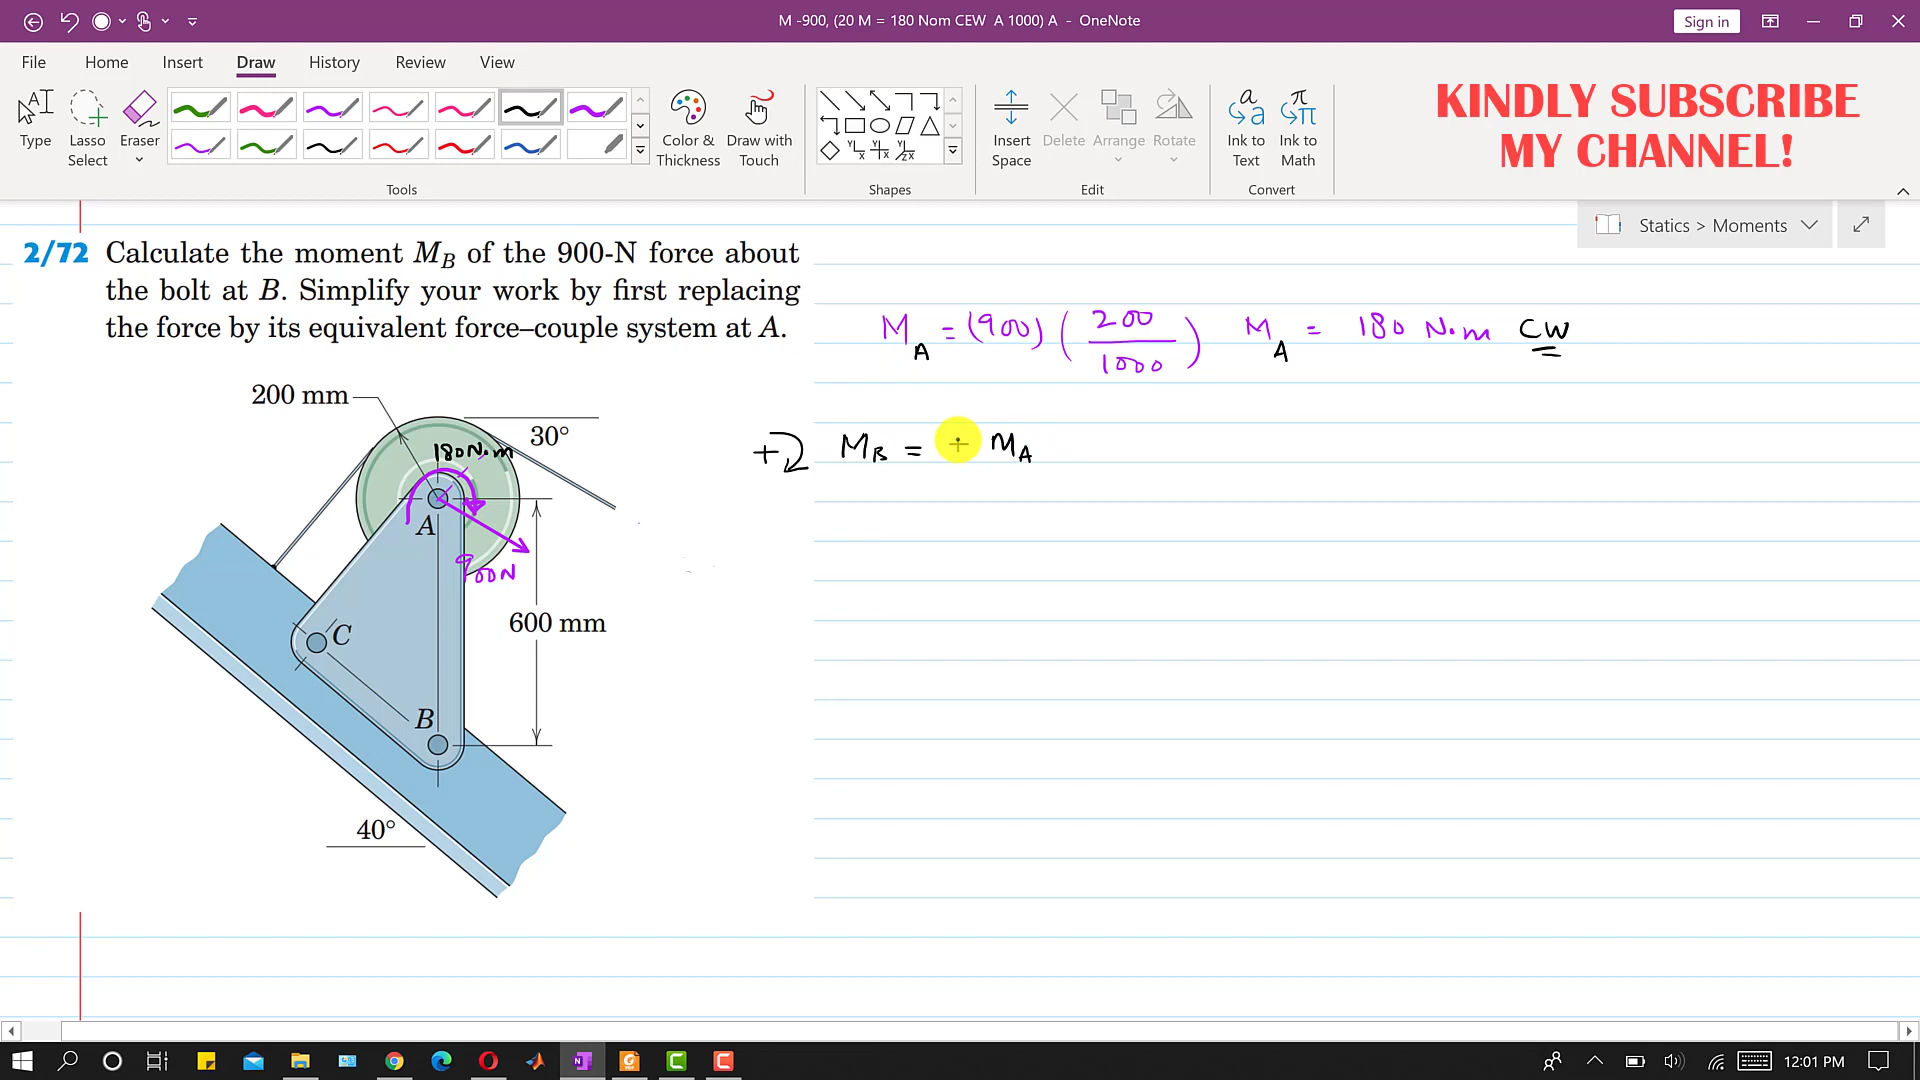 M -900, (20 M = 180 Nom CEW A 1000) A - OneNote
Sign in
File Home Insert Draw History Review View
KINDLY SUBSCRIBE
MY CHANNEL!
Type
Lasso Select
Eraser
Color & Thickness
Draw with Touch
Insert Space
Delete
Arrange
Rotate
Ink to Text
Ink to Math
Tools
Shapes
Edit
Convert
Statics > Moments
2/72 Calculate the moment M_B of the 900-N force about
the bolt at B. Simplify your work by first replacing
the force by its equivalent force–couple system at A.
M_A = (900) (200/1000) M_A = 180 N.m CW
200 mm
30°
180N.m
+ M_B = + M_A
A
900N
600 mm
C
B
40°
12:01 PM